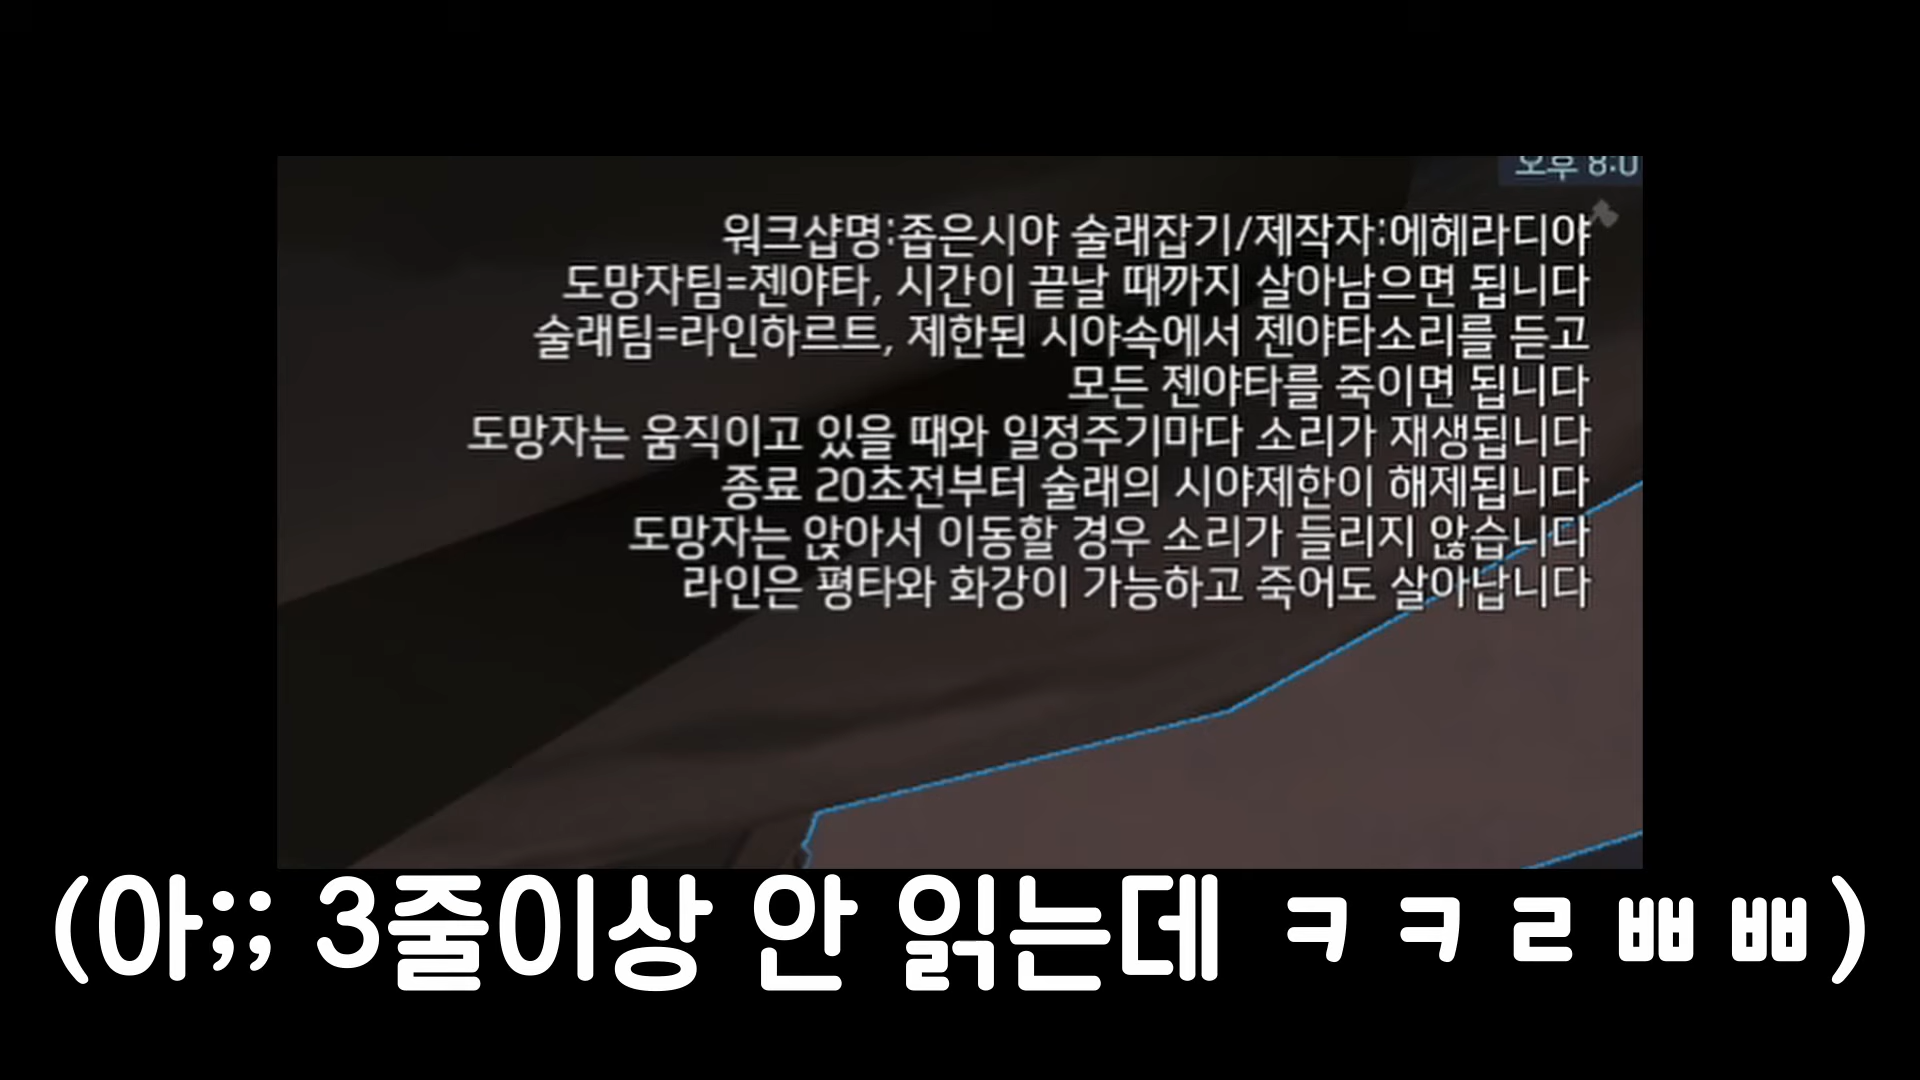 오후 8:0
워크샵명:좁은시야 술래잡기/제작자:에헤라디야
도망자팀=젠야타, 시간이 끝날 때까지 살아남으면 됩니다
술래팀=라인하르트, 제한된 시야속에서 젠야타소리를 듣고
모든 젠야타를 죽이면 됩니다
도망자는 움직이고 있을 때와 일정주기마다 소리가 재생됩니다
종료 20초전부터 술래의 시야제한이 해제됩니다
도망자는 앉아서 이동할 경우 소리가 들리지 않습니다
라인은 평타와 화강이 가능하고 죽어도 살아납니다
(아;; 3줄이상 안 읽는데 ㅋㅋㄹㅃㅃ)